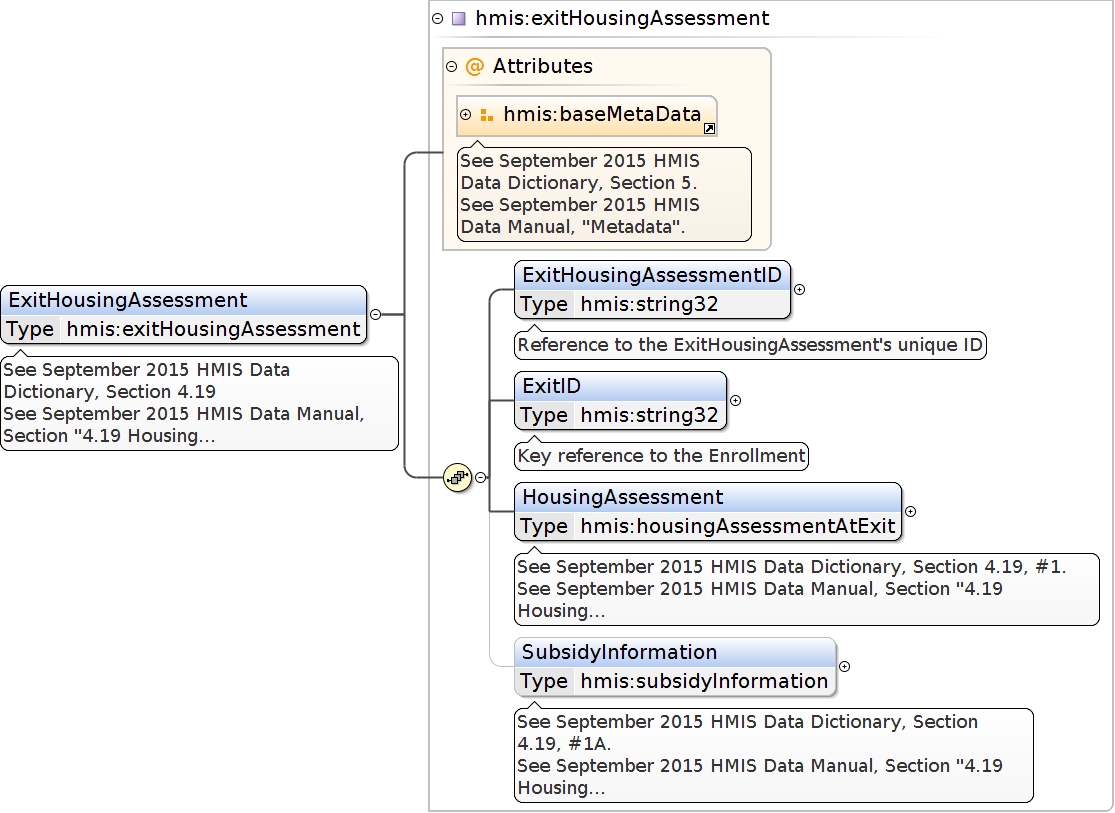 hmis:exitHousingAssessment
@ Attributes
hmis:baseMetaData
See September 2015 HMIS
Data Dictionary, Section 5.
See September 2015 HMIS
Data Manual, "Metadata".
ExitHousingAssessment
Type hmis:exitHousingAssessment
See September 2015 HMIS Data
Dictionary, Section 4.19
See September 2015 HMIS Data Manual,
Section "4.19 Housing...
ExitHousingAssessmentID
Type hmis:string32
Reference to the ExitHousingAssessment's unique ID
ExitID
Type hmis:string32
Key reference to the Enrollment
HousingAssessment
Type hmis:housingAssessmentAtExit
See September 2015 HMIS Data Dictionary, Section 4.19, #1.
See September 2015 HMIS Data Manual, Section "4.19
Housing...
SubsidyInformation
Type hmis:subsidyInformation
See September 2015 HMIS Data Dictionary, Section
4.19, #1A.
See September 2015 HMIS Data Manual, Section "4.19
Housing...